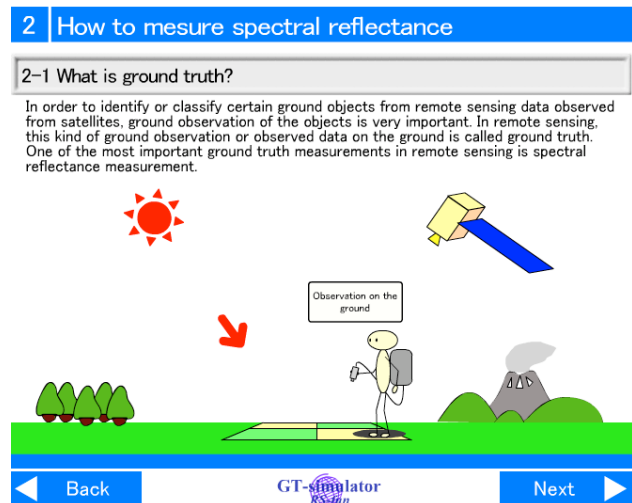 2 How to mesure spectral reflectance
2-1 What is ground truth?
In order to identify or classify certain ground objects from remote sensing data observed
from satellites, ground observation of the objects is very important. In remote sensing,
this kind of ground observation or observed data on the ground is called ground truth.
One of the most important ground truth measurements in remote sensing is spectral
reflectance measurement.
Observation on the
ground
Back
GT-simulator
Next